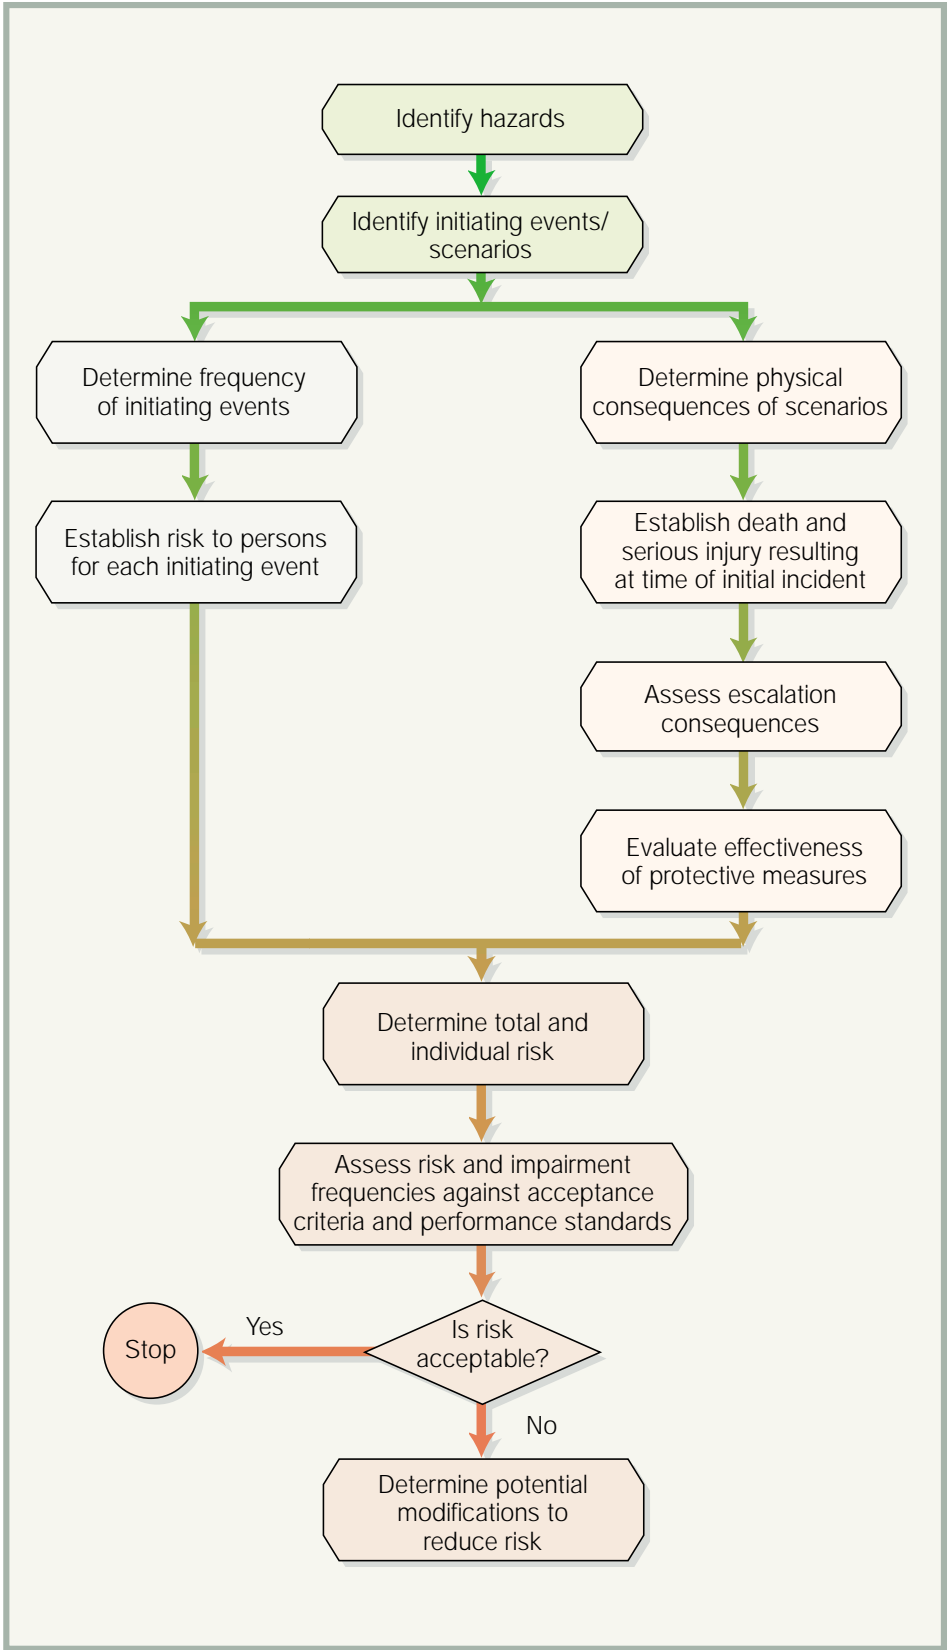 Identify hazards
Identify initiating events/
scenarios
Determine frequency
of initiating events
Establish risk to persons
for each initiating event
Determine physical
consequences of scenarios
Establish death and
serious injury resulting
at time of initial incident
Assess escalation
consequences
Evaluate effectiveness
of protective measures
Determine total and
individual risk
Assess risk and impairment
frequencies against acceptance
criteria and performance standards
Is risk
acceptable?
Yes
Stop
No
Determine potential
modifications to
reduce risk